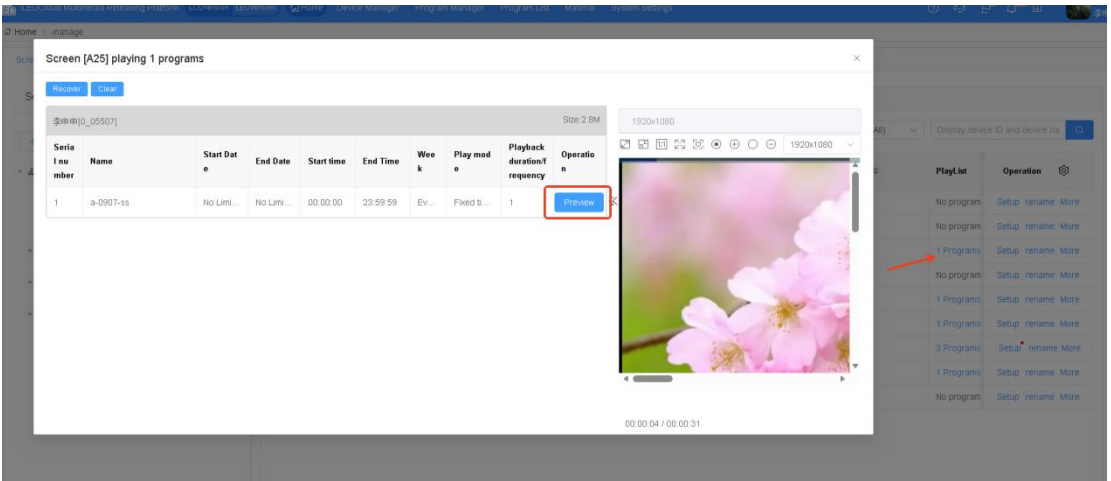 LEDCloud Multimedia Releasing Platform Home Device Manager Program Manager Program List Material System Settings
Home > manage
Screen [A25] playing 1 programs
Recover Clear
李申申[0_05507] Size:2.8M
1920x1080
1:1 1920x1080
Display device ID and device na
Serial number Name Start Date End Date Start time End Time Week Play mode Playback duration/frequency Operation
PlayList Operation
1 a-0907-ss No Limi... No Limi... 00:00:00 23:59:59 Ev... Fixed ti... 1 Preview
No program Setup rename More
No program Setup rename More
1 Programs Setup rename More
No program Setup rename More
1 Programs Setup rename More
1 Programs Setup rename More
3 Programs Setup rename More
1 Programs Setup rename More
No program Setup rename More
00:00:04 / 00:00:31